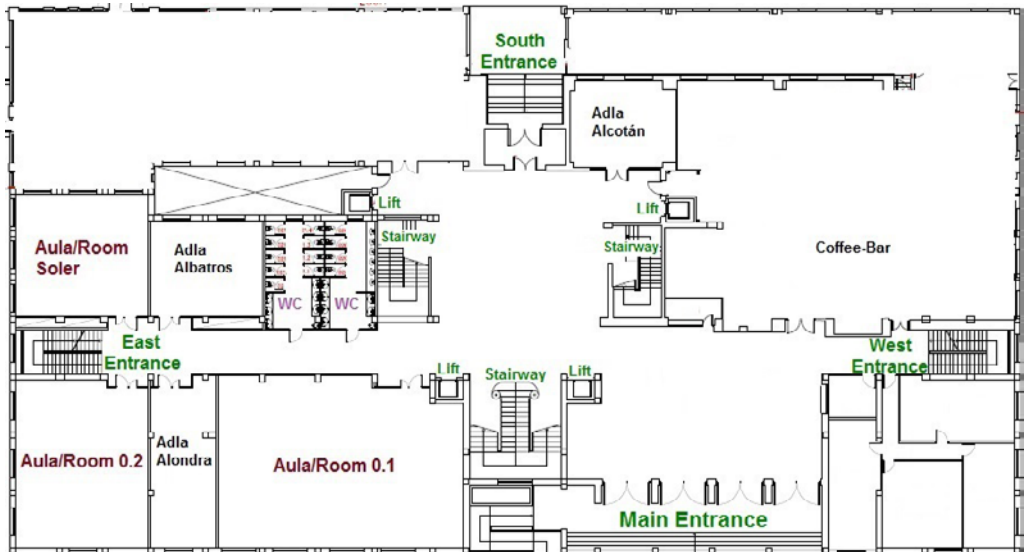 South
Entrance
Adla
Alcotán
Lift
Lift
Aula/Room
Soler
Adla
Albatros
Stairway
Stairway
Coffee-Bar
WC
WC
East
Entrance
West
Entrance
Lift
Stairway
Lift
Adla
Alondra
Aula/Room 0.2
Aula/Room 0.1
Main Entrance